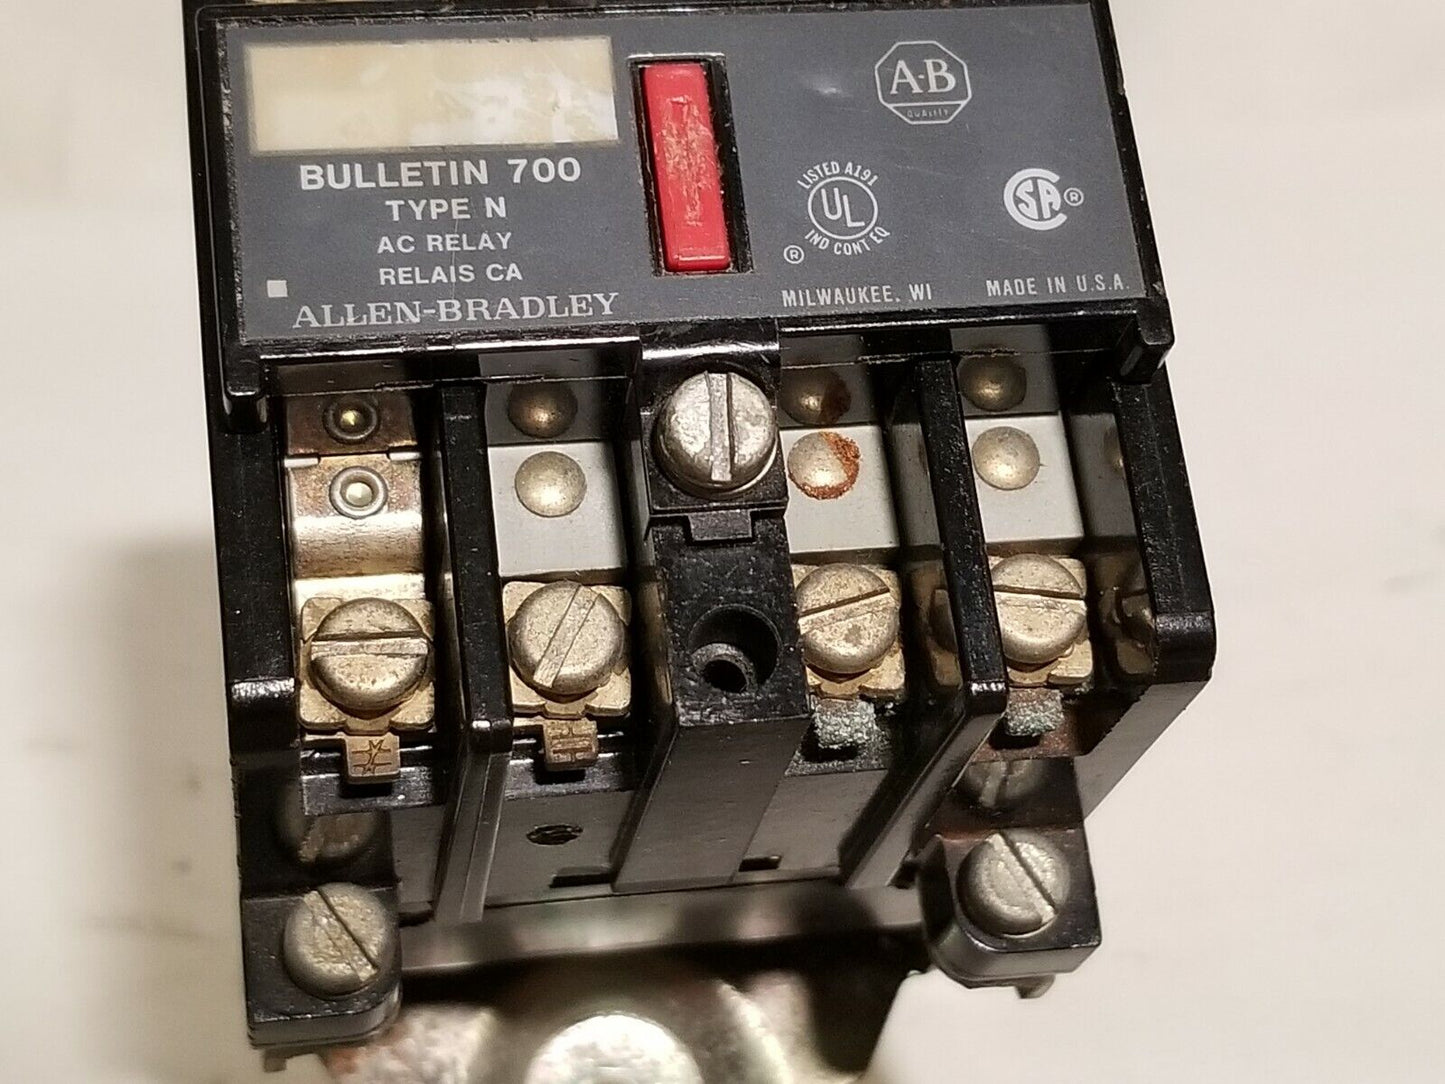 BULLETIN 700
TYPE N
AC RELAY
RELAIS CA
ALLEN-BRADLEY
A·B
QUALITY
LISTED A191
UL
IND CONT EQ
®
MILWAUKEE, WI
CSA ®
MADE IN U.S.A.